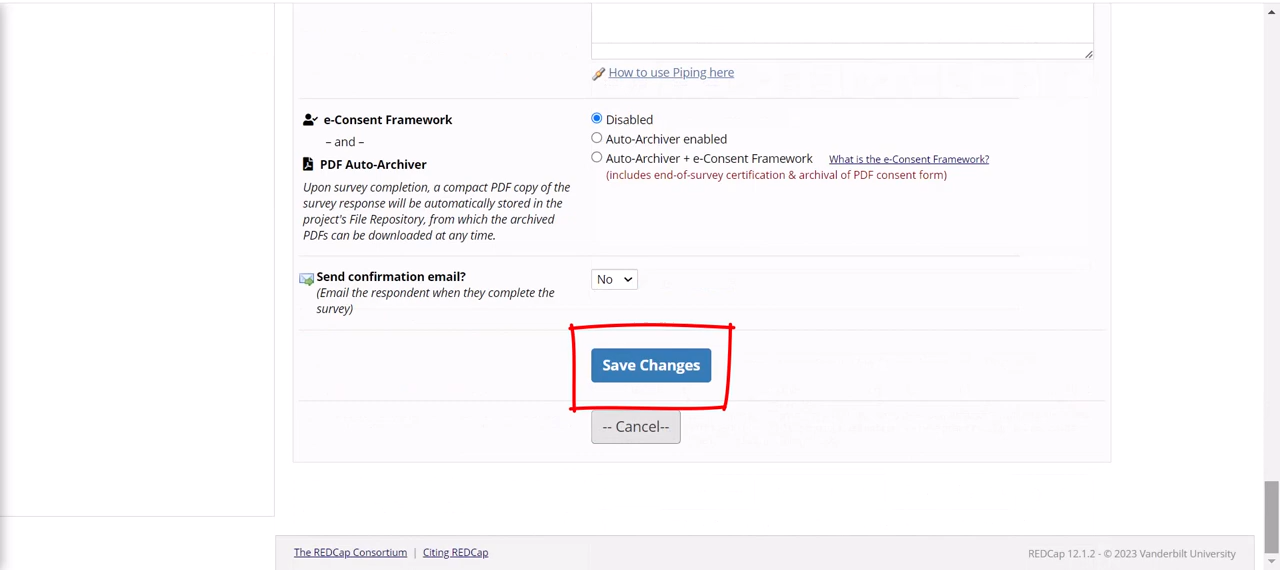 How to use Piping here
e-Consent Framework
– and –
PDF Auto-Archiver
Upon survey completion, a compact PDF copy of the
survey response will be automatically stored in the
project's File Repository, from which the archived
PDFs can be downloaded at any time.
Disabled
Auto-Archiver enabled
Auto-Archiver + e-Consent Framework What is the e-Consent Framework?
(includes end-of-survey certification & archival of PDF consent form)
Send confirmation email?
(Email the respondent when they complete the
survey)
No
Save Changes
-- Cancel--
The REDCap Consortium | Citing REDCap
REDCap 12.1.2 - © 2023 Vanderbilt University